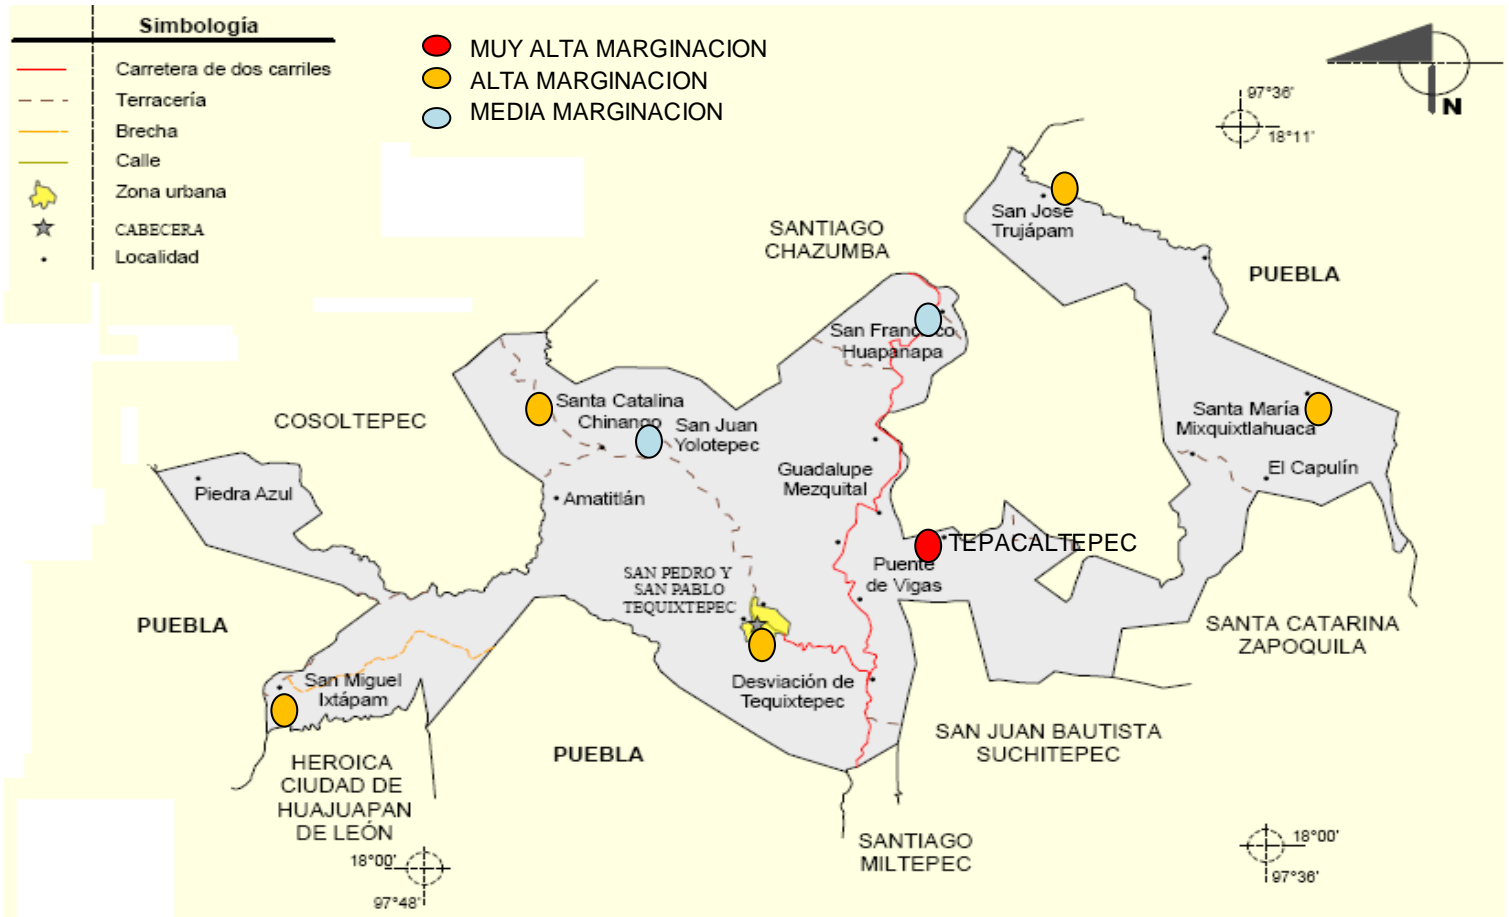 Simbología
Carretera de dos carriles
Terracería
Brecha
Calle
Zona urbana
CABECERA
Localidad
MUY ALTA MARGINACION
ALTA MARGINACION
MEDIA MARGINACION
N
97°36'
18°11'
San José
Trujápam
SANTIAGO
CHAZUMBA
PUEBLA
San Francisco
Huapanapa
COSOLTEPEC
Santa Catalina
Chinango
San Juan
Yolotepec
Santa María
Mixquixtlahuaca
Guadalupe
Mezquital
El Capulín
Piedra Azul
Amatitlán
TEPACALTEPEC
Puente
de Vigas
SAN PEDRO Y
SAN PABLO
TEQUIXTEPEC
PUEBLA
SANTA CATARINA
ZAPOQUILA
San Miguel
Ixtápam
Desviación de
Tequixtepec
SAN JUAN BAUTISTA
SUCHITEPEC
PUEBLA
HEROICA
CIUDAD DE
HUAJUAPAN
DE LEÓN
SANTIAGO
MILTEPEC
18°00'
97°48'
18°00'
97°36'